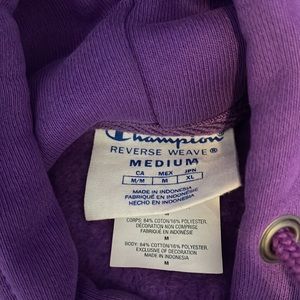 Champion
REVERSE WEAVE®
MEDIUM
CA MEX JPN
M/M M XL
MADE IN INDONESIA
FABRIQUÉ EN INDONÉSIE
HECHO EN INDONESIA
M
CORPS: 84% COTON/16% POLYESTER.
DÉCORATION NON COMPRISE
FABRIQUÉ EN INDONÉSIE
M
BODY: 84% COTTON/16% POLYESTER
EXCLUSIVE OF DECORATION
MADE IN INDONESIA
M